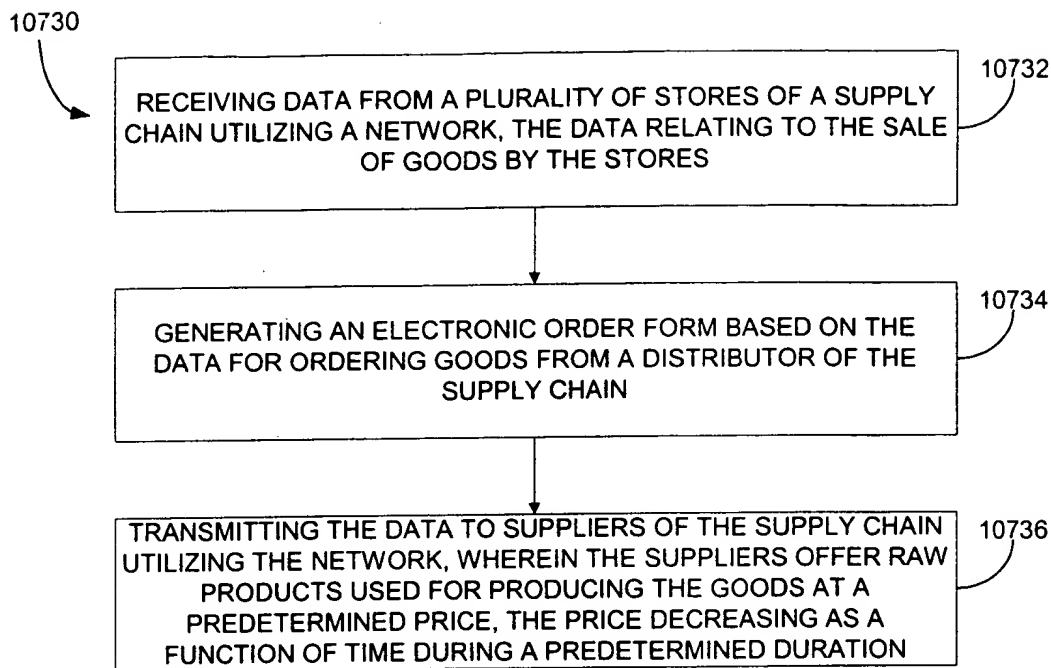 10730
10732
RECEIVING DATA FROM A PLURALITY OF STORES OF A SUPPLY
CHAIN UTILIZING A NETWORK, THE DATA RELATING TO THE SALE
OF GOODS BY THE STORES
10734
GENERATING AN ELECTRONIC ORDER FORM BASED ON THE
DATA FOR ORDERING GOODS FROM A DISTRIBUTOR OF THE
SUPPLY CHAIN
10736
TRANSMITTING THE DATA TO SUPPLIERS OF THE SUPPLY CHAIN
UTILIZING THE NETWORK, WHEREIN THE SUPPLIERS OFFER RAW
PRODUCTS USED FOR PRODUCING THE GOODS AT A
PREDETERMINED PRICE, THE PRICE DECREASING AS A
FUNCTION OF TIME DURING A PREDETERMINED DURATION